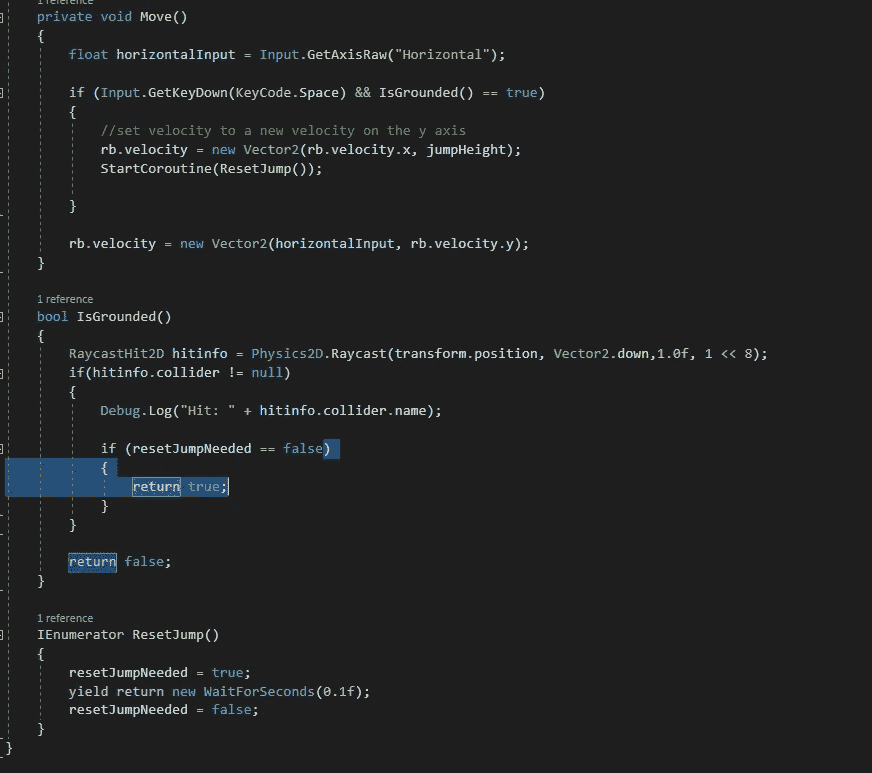 1 reference
private void Move()
{
float horizontalInput = Input.GetAxisRaw("Horizontal");
if (Input.GetKeyDown(KeyCode.Space) && IsGrounded() == true)
{
//set velocity to a new velocity on the y axis
rb.velocity = new Vector2(rb.velocity.x, jumpHeight);
StartCoroutine(ResetJump());
}
rb.velocity = new Vector2(horizontalInput, rb.velocity.y);
}
1 reference
bool IsGrounded()
{
RaycastHit2D hitinfo = Physics2D.Raycast(transform.position, Vector2.down,1.0f, 1 << 8);
if(hitinfo.collider != null)
{
Debug.Log("Hit: " + hitinfo.collider.name);
if (resetJumpNeeded == false)
{
return true;
}
}
return false;
}
1 reference
IEnumerator ResetJump()
{
resetJumpNeeded = true;
yield return new WaitForSeconds(0.1f);
resetJumpNeeded = false;
}
}